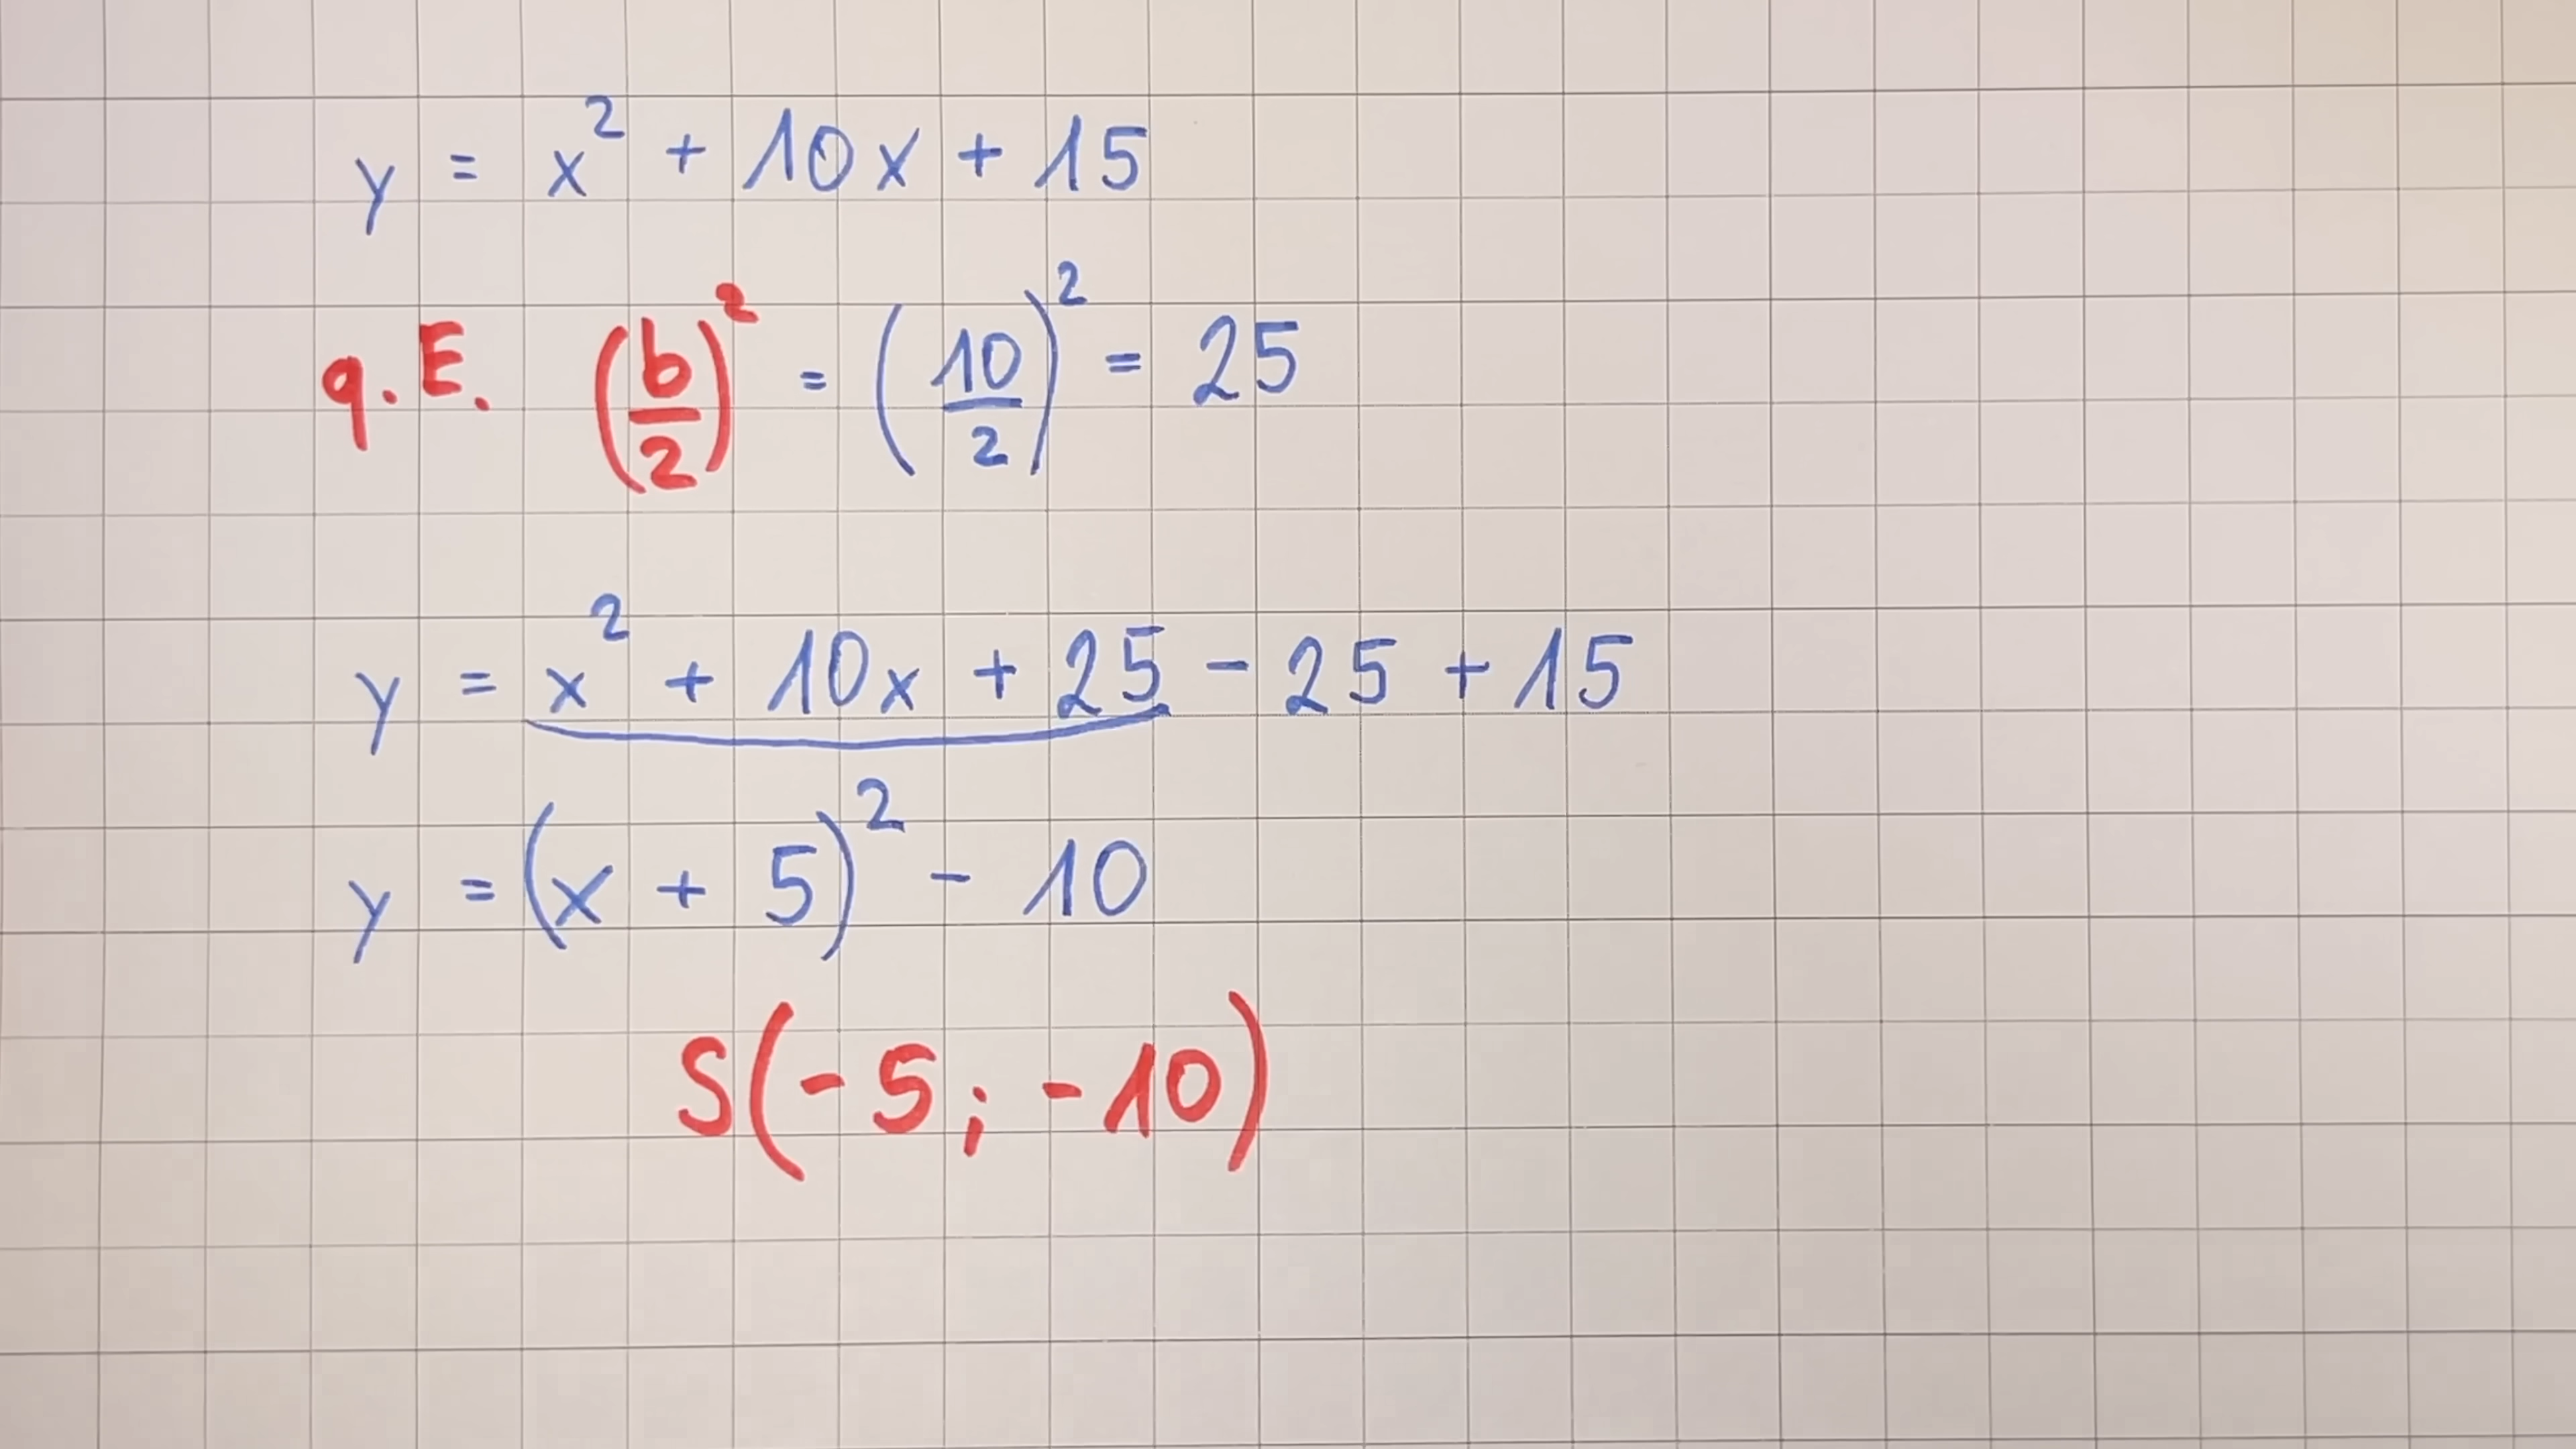 y = x² + 10x + 15
q.E. (b/2)² = (10/2)² = 25
y = x² + 10x + 25 - 25 + 15
y = (x + 5)² - 10
S(-5; -10)